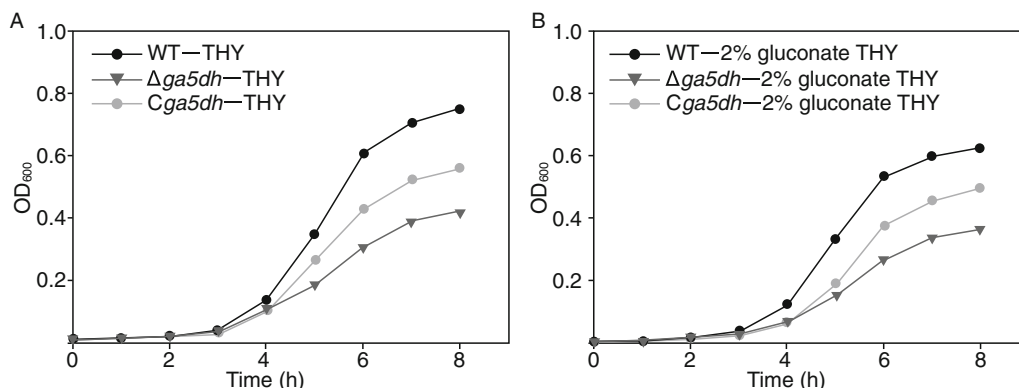 A
1.0
WT—THY
Δga5dh—THY
Cga5dh—THY
0.8
0.6
0.4
0.2
OD600
0
2
4
6
8
Time (h)
B
1.0
WT—2% gluconate THY
Δga5dh—2% gluconate THY
Cga5dh—2% gluconate THY
0.8
0.6
0.4
0.2
OD600
0
2
4
6
8
Time (h)